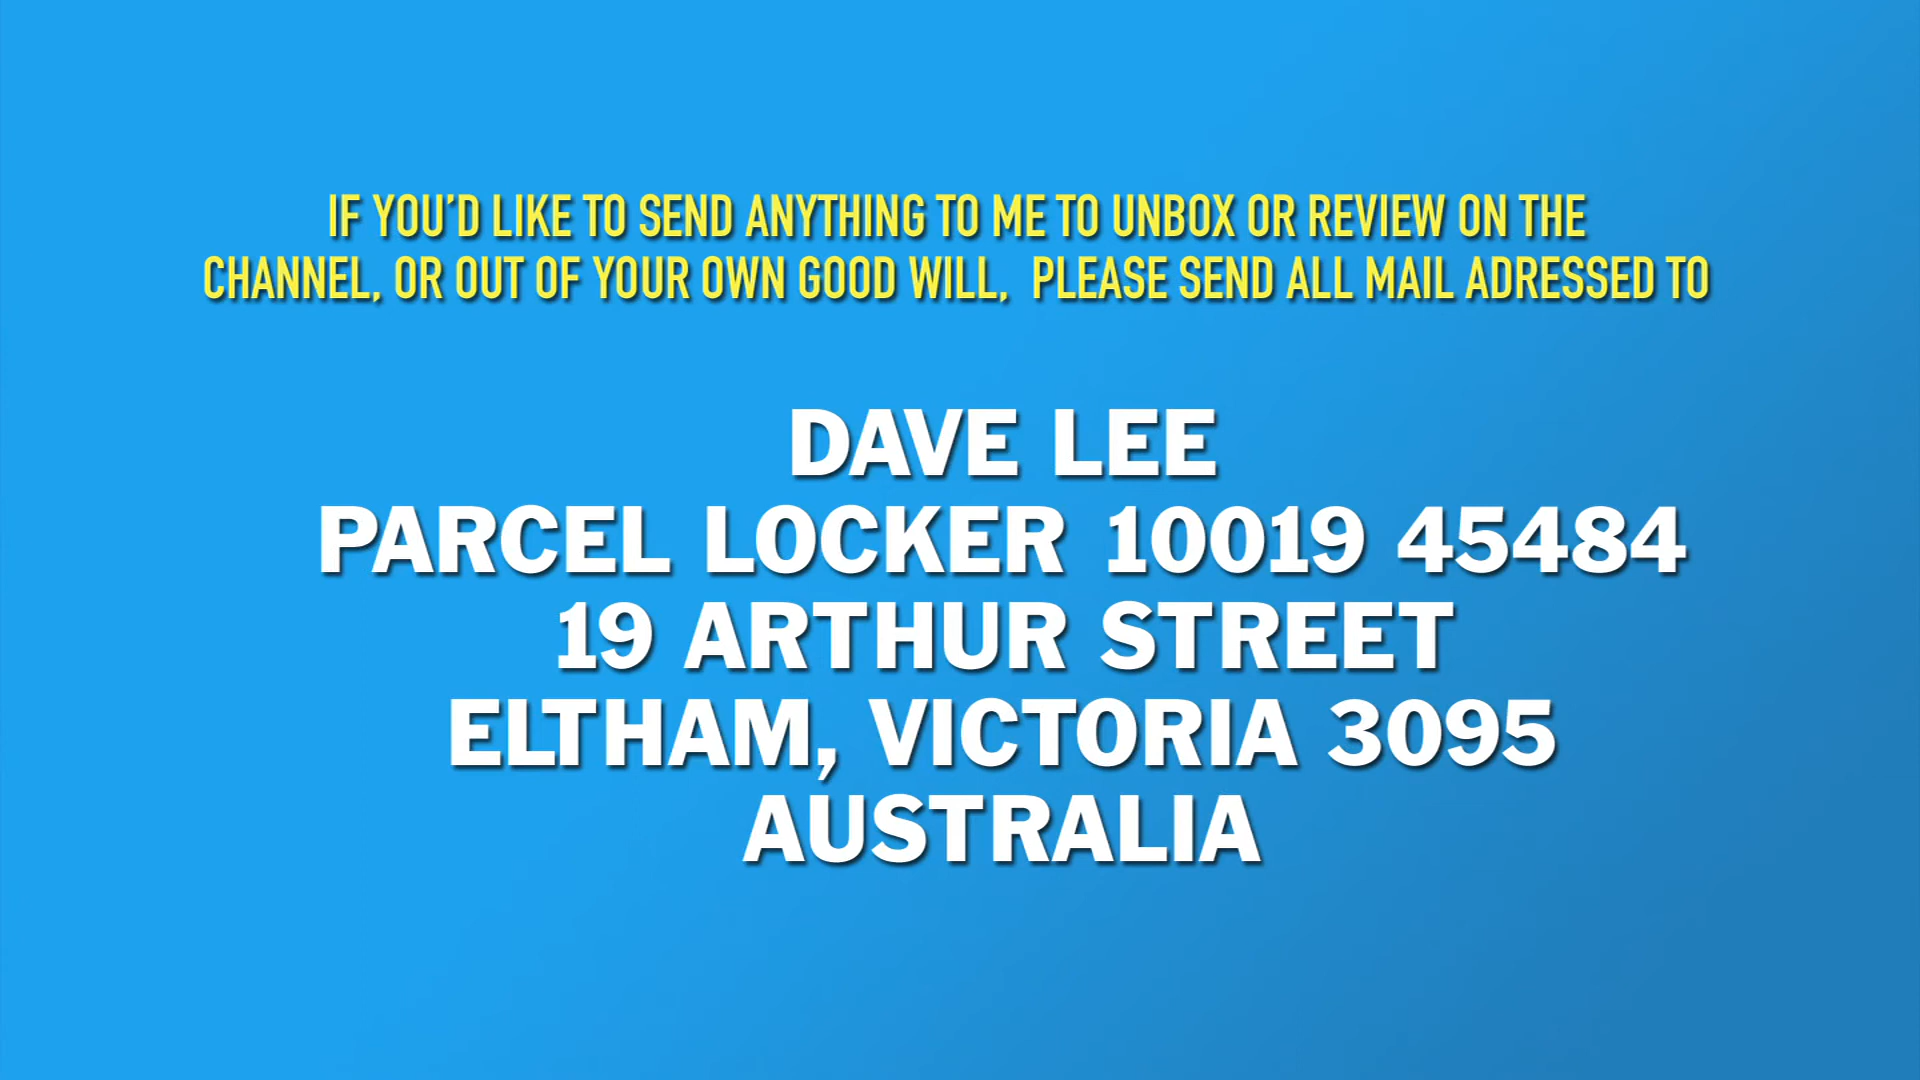 IF YOU'D LIKE TO SEND ANYTHING TO ME TO UNBOX OR REVIEW ON THE
CHANNEL, OR OUT OF YOUR OWN GOOD WILL, PLEASE SEND ALL MAIL ADRESSED TO
DAVE LEE
PARCEL LOCKER 10019 45484
19 ARTHUR STREET
ELTHAM, VICTORIA 3095
AUSTRALIA